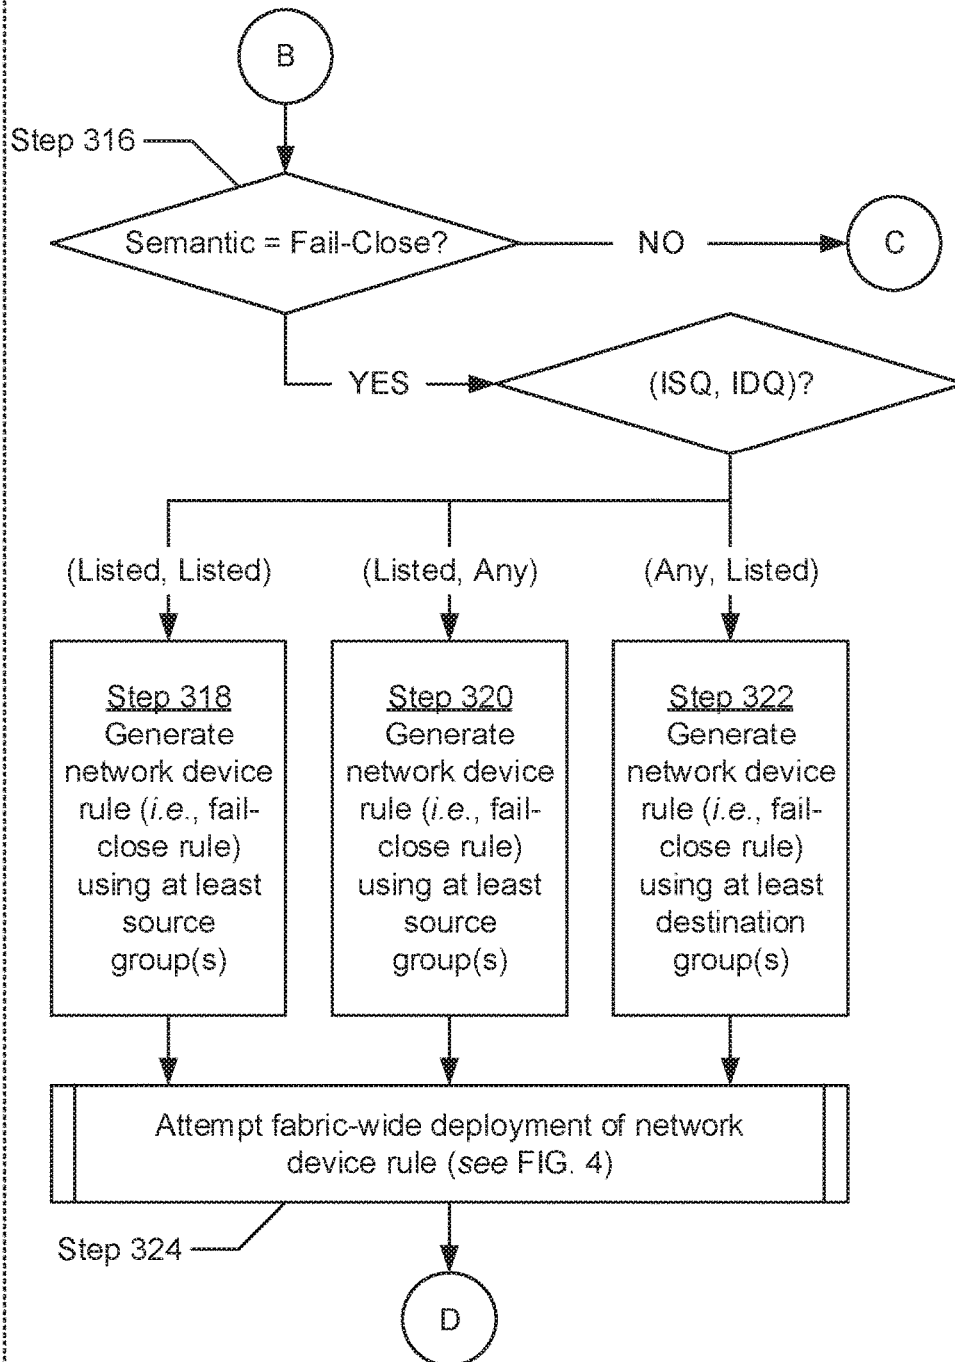 B
Step 316
Semantic = Fail-Close?
NO
C
YES
(ISQ, IDQ)?
(Listed, Listed)
(Listed, Any)
(Any, Listed)
Step 318
Generate
network device
rule (i.e., fail-
close rule)
using at least
source
group(s)
Step 320
Generate
network device
rule (i.e., fail-
close rule)
using at least
source
group(s)
Step 322
Generate
network device
rule (i.e., fail-
close rule)
using at least
destination
group(s)
Attempt fabric-wide deployment of network
device rule (see FIG. 4)
Step 324
D